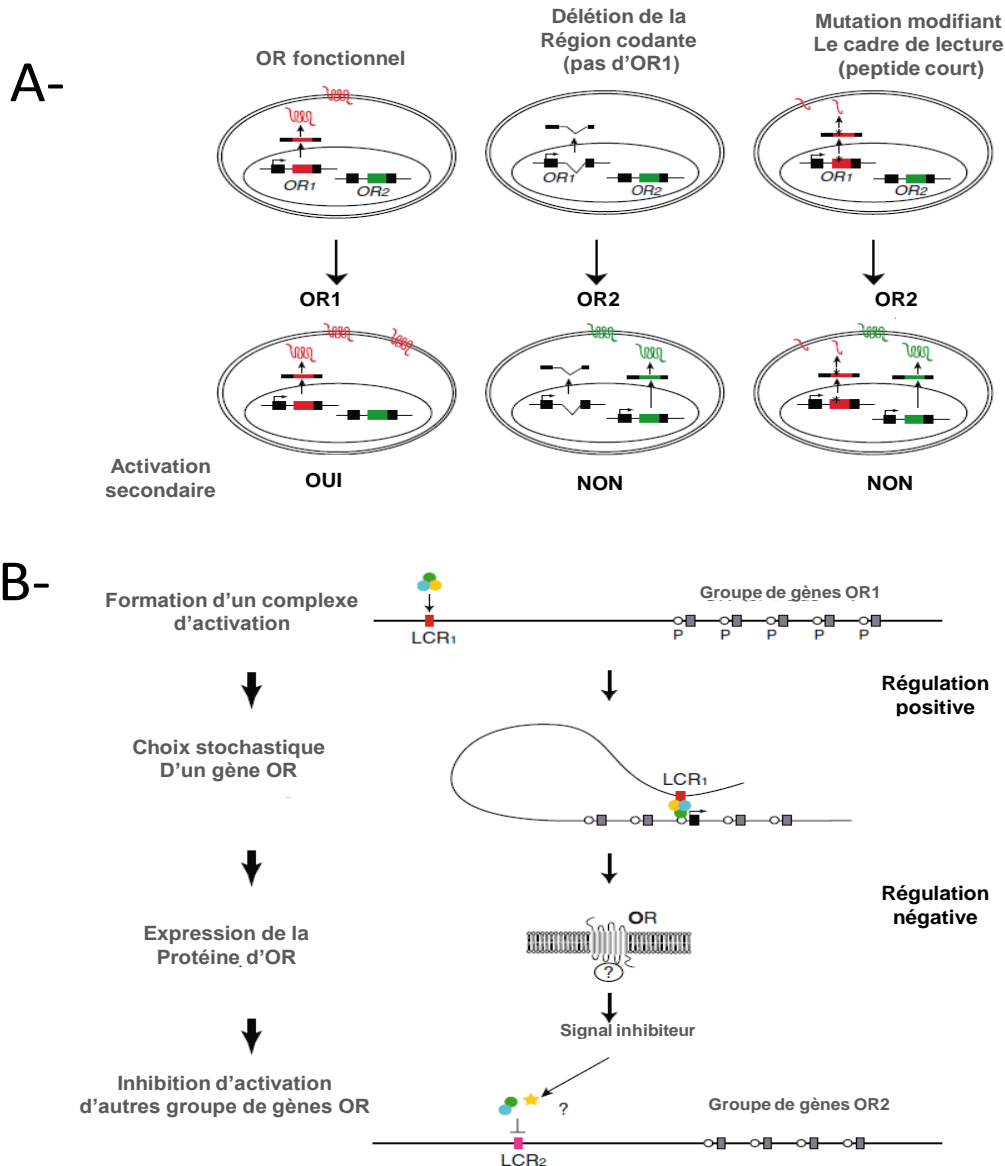 A-
OR fonctionnel
Délétion de la
Région codante
(pas d’OR1)
Mutation modifiant
Le cadre de lecture
(peptide court)
OR1
OR2
OR1
OR2
OR1
OR2
OR1
OR2
OR2
Activation
secondaire
OUI
NON
NON
B-
Formation d’un complexe
d’activation
LCR1
Groupe de gènes OR1
P P P P P
Régulation
positive
Choix stochastique
D’un gène OR
LCR1
Régulation
négative
Expression de la
Protéine d’OR
OR
?
Signal inhibiteur
Inhibition d’activation
d’autres groupe de gènes OR
?
Groupe de gènes OR2
LCR2